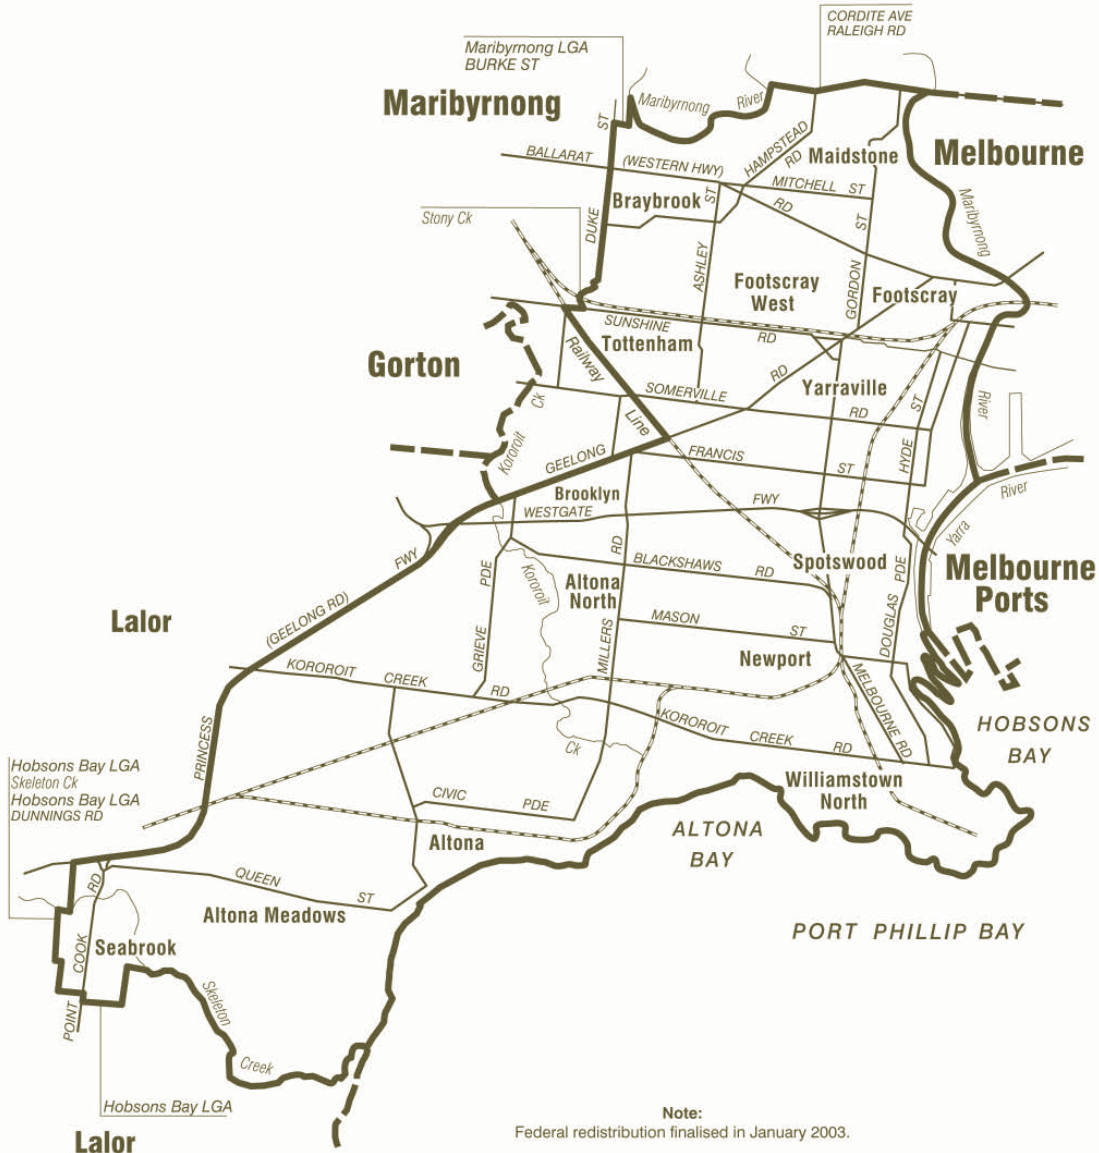 CORDITE AVE
RALEIGH RD
Maribyrnong LGA
BURKE ST
Maribyrnong
Maribyrnong River
ST
HAMPSTEAD RD
Maidstone
Melbourne
BALLARAT (WESTERN HWY) RD
MITCHELL ST
Braybrook
ST
Maribyrnong
Stony Ck
DUKE
ASHLEY
ST
GORDON
Footscray
West
Footscray
SUNSHINE RD
Tottenham
Railway Line
Gorton
RD
Yarraville
Kororoit Ck
SOMERVILLE RD
ST
River
HYDE
GEELONG
FRANCIS ST
Brooklyn
River
WESTGATE FWY
Yarra
FWY
RD
BLACKSHAWS RD
Spotswood
PDE
PDE
Kororoit
Altona
North
Melbourne
Ports
Lalor
(GEELONG RD)
MASON ST
DOUGLAS
GRIEVE
MILLERS
Newport
KOROROIT CREEK RD
MELBOURNE RD
PRINCESS
KOROROIT CREEK RD
HOBSONS
BAY
Ck
Hobsons Bay LGA
Skeleton Ck
Hobsons Bay LGA
DUNNINGS RD
Williamstown
North
CIVIC PDE
ALTONA
BAY
Altona
QUEEN ST
RD
Altona Meadows
PORT PHILLIP BAY
Seabrook
COOK
Skeleton
POINT
Creek
Hobsons Bay LGA
Lalor
Note:
Federal redistribution finalised in January 2003.